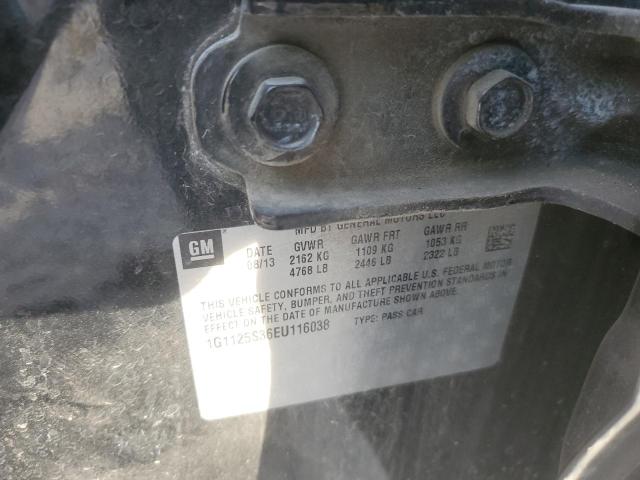 MFD BY GENERAL MOTORS LLC
GM
DATE GVWR GAWR FRT GAWR RR
08/13 2162 KG 1109 KG 1053 KG
4768 LB 2446 LB 2322 LB
THIS VEHICLE CONFORMS TO ALL APPLICABLE U.S. FEDERAL MOTOR
VEHICLE SAFETY, BUMPER, AND THEFT PREVENTION STANDARDS IN
EFFECT ON THE DATE OF MANUFACTURE SHOWN ABOVE.
1G1125S36EU116038 TYPE: PASS CAR